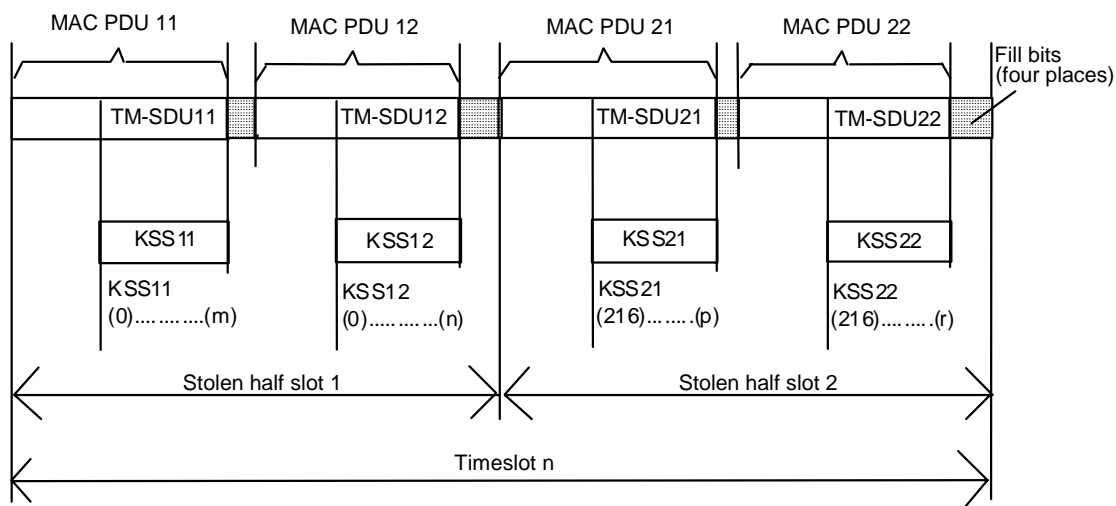 MAC PDU 11
MAC PDU 12
MAC PDU 21
MAC PDU 22
Fill bits
(four places)
TM-SDU11
TM-SDU12
TM-SDU21
TM-SDU22
KSS11
KSS12
KSS21
KSS22
KSS11
(0)...........(m)
KSS12
(0)...........(n)
KSS21
(216).......(p)
KSS22
(216).........(r)
Stolen half slot 1
Stolen half slot 2
Timeslot n